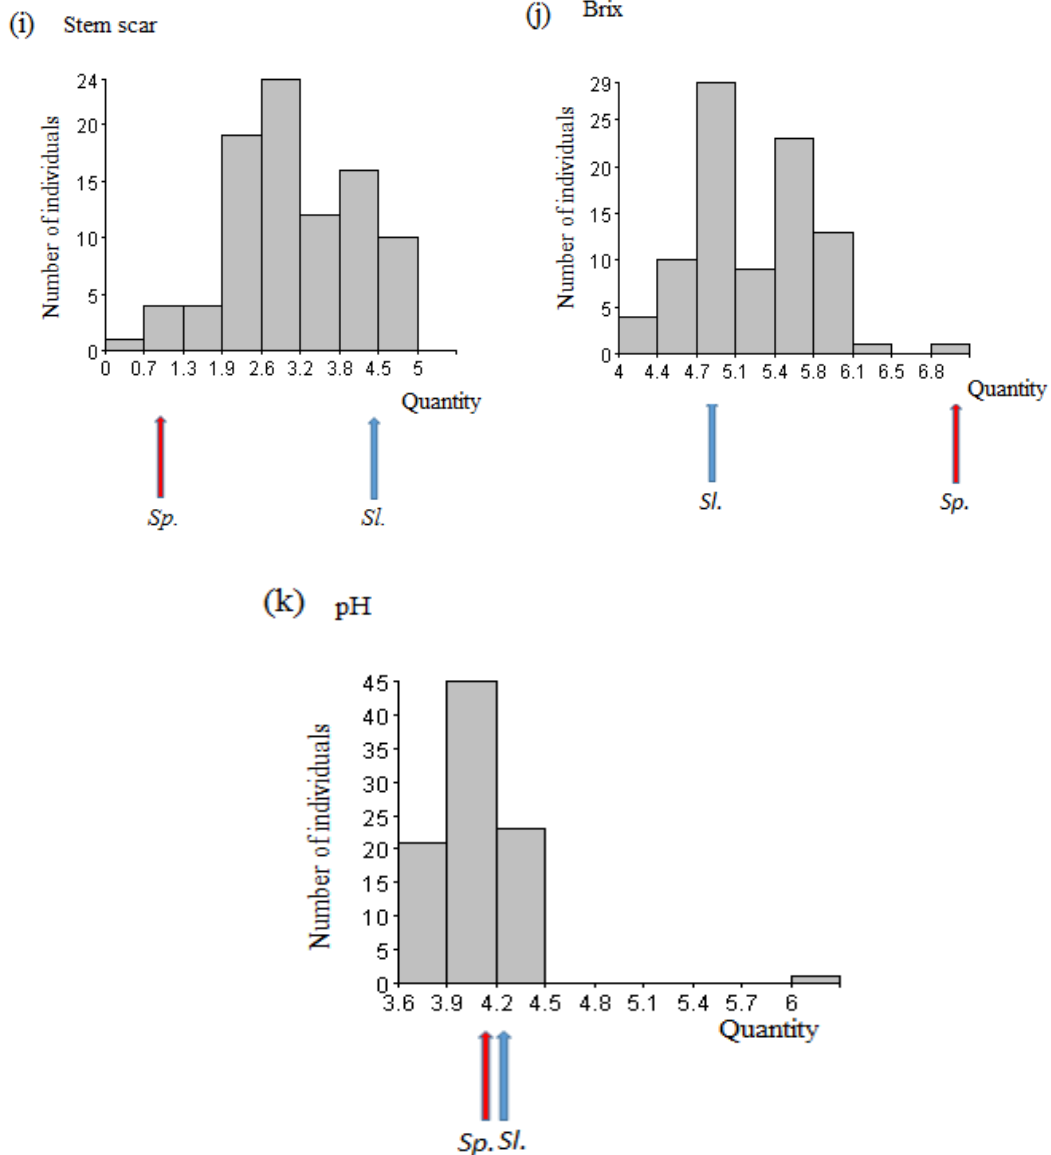 (i) Stem scar
Number of individuals
24
20
15
10
5
0
0 0.7 1.3 1.9 2.6 3.2 3.8 4.5 5
Quantity
Sp. Sl.
(j) Brix
Number of individuals
29
25
20
15
10
5
0
4 4.4 4.7 5.1 5.4 5.8 6.1 6.5 6.8
Quantity
Sl. Sp.
(k) pH
Number of individuals
45
40
35
30
25
20
15
10
5
0
3.6 3.9 4.2 4.5 4.8 5.1 5.4 5.7 6
Quantity
Sp. Sl.